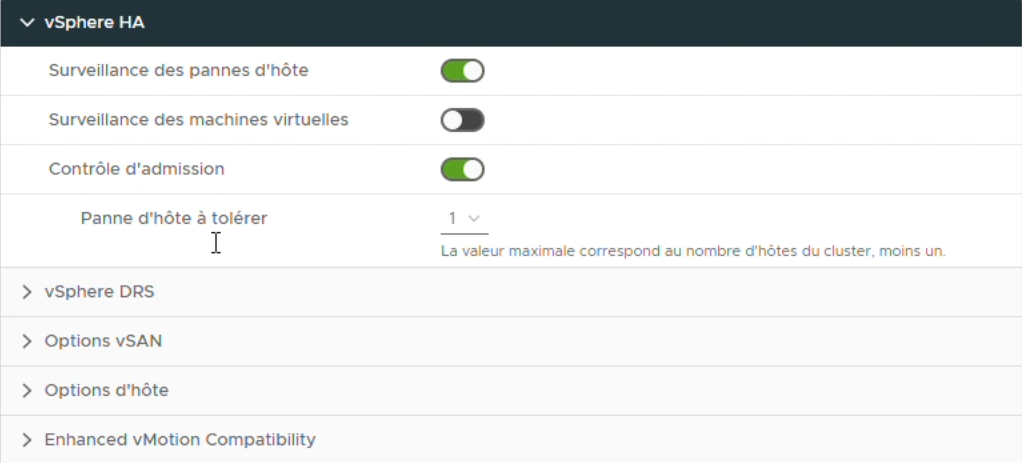 vSphere HA
Surveillance des pannes d'hôte
Surveillance des machines virtuelles
Contrôle d'admission
Panne d'hôte à tolérer 1
La valeur maximale correspond au nombre d'hôtes du cluster, moins un.
vSphere DRS
Options vSAN
Options d'hôte
Enhanced vMotion Compatibility